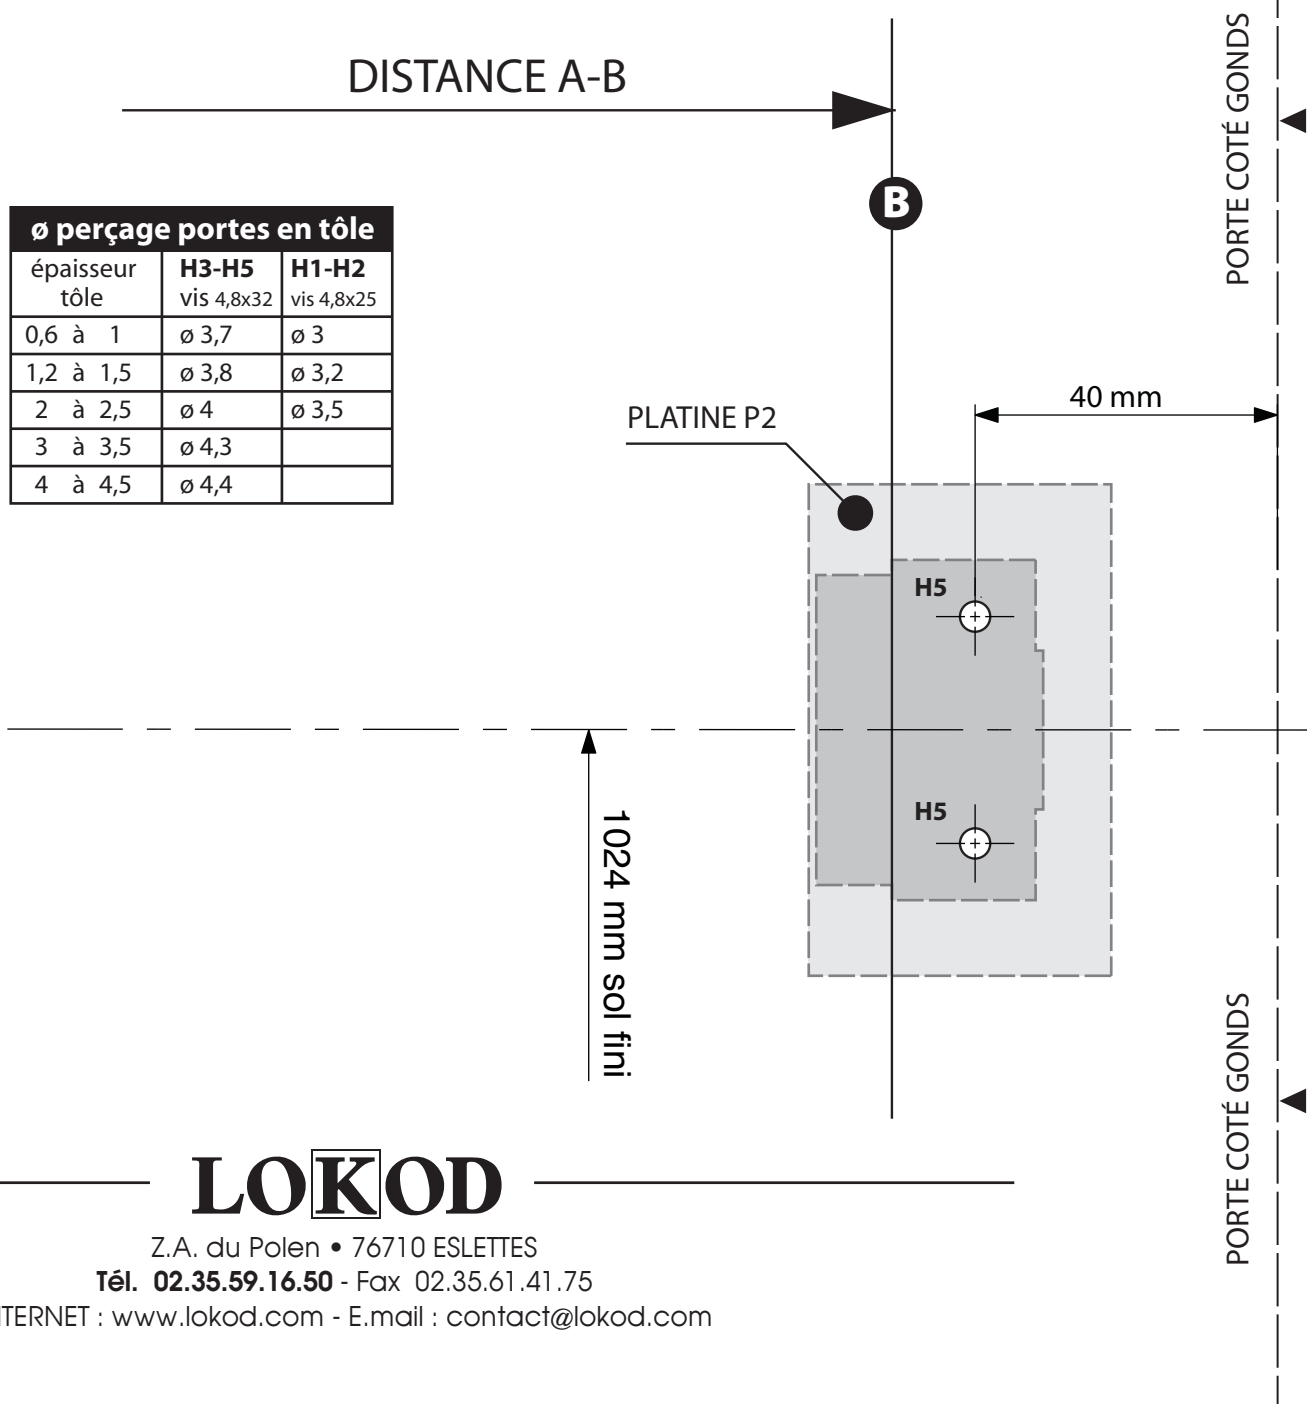 DISTANCE A-B
PORTE COTÉ GONDS
B
ø perçage portes en tôle
épaisseur tôle H3-H5 vis 4,8x32 H1-H2 vis 4,8x25
0,6 à 1 ø 3,7 ø 3
1,2 à 1,5 ø 3,8 ø 3,2
2 à 2,5 ø 4 ø 3,5
3 à 3,5 ø 4,3
4 à 4,5 ø 4,4
40 mm
PLATINE P2
H5
H5
1024 mm sol fini
PORTE COTÉ GONDS
LOKOD
Z.A. du Polen • 76710 ESLETTES
Tél. 02.35.59.16.50 - Fax 02.35.61.41.75
TERNET : www.lokod.com - E.mail : contact@lokod.com